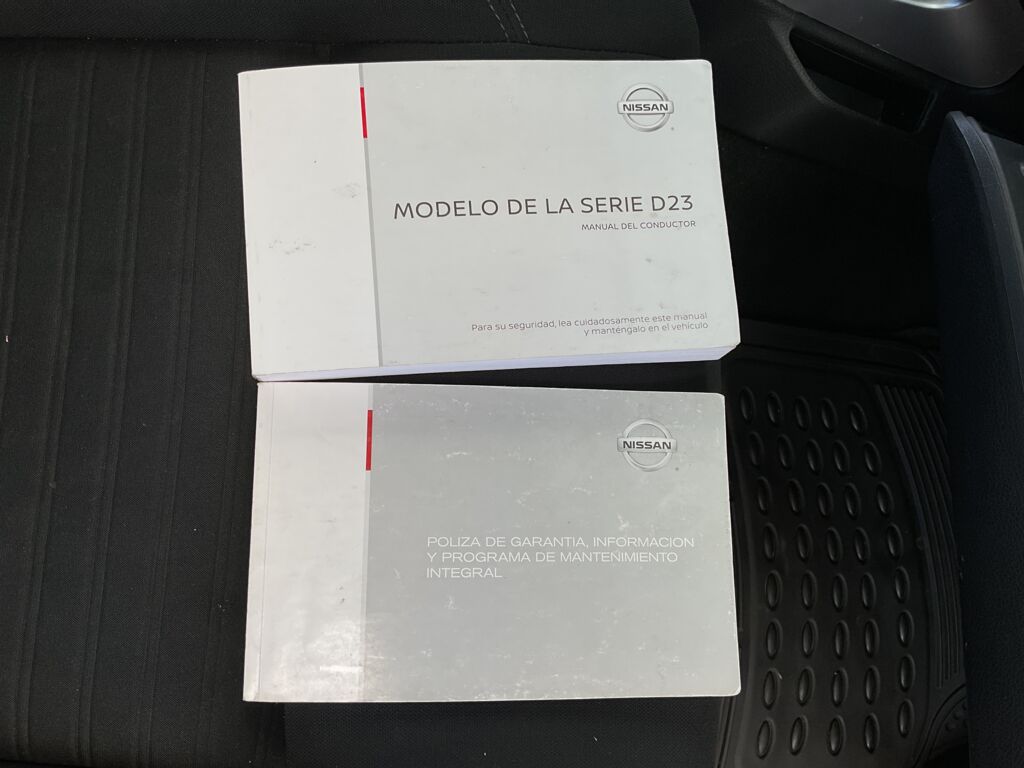 NISSAN
MODELO DE LA SERIE D23
MANUAL DEL CONDUCTOR
Para su seguridad, lea cuidadosamente este manual
y manténgalo en el vehículo
NISSAN
POLIZA DE GARANTIA, INFORMACION
Y PROGRAMA DE MANTENIMIENTO
INTEGRAL